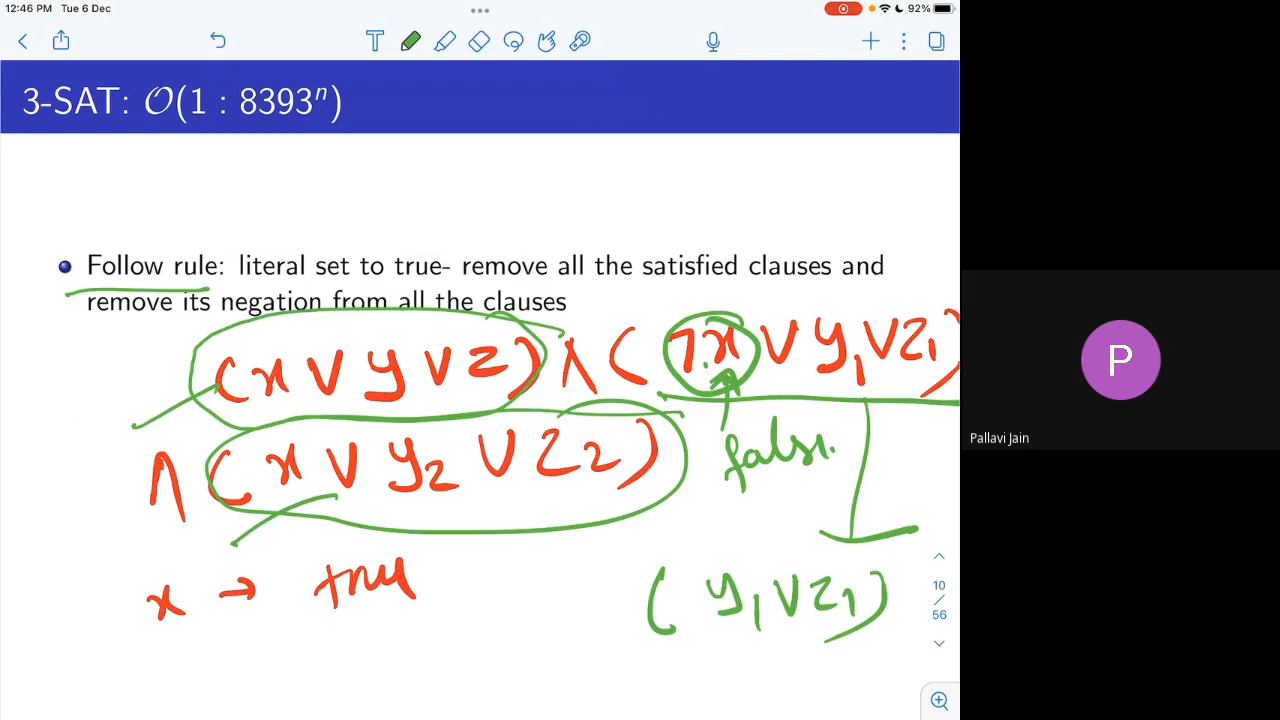 12:46 PM Tue 6 Dec
92%
3-SAT: 𝒪(1 : 8393ⁿ)
Follow rule: literal set to true- remove all the satisfied clauses and
remove its negation from all the clauses
(x ∨ y ∨ z) ∧ (¬x ∨ y₁ ∨ z₁)
∧ (x ∨ y₂ ∨ z₂)
false.
x → true
(y₁ ∨ z₁)
10
/
56
P
Pallavi Jain